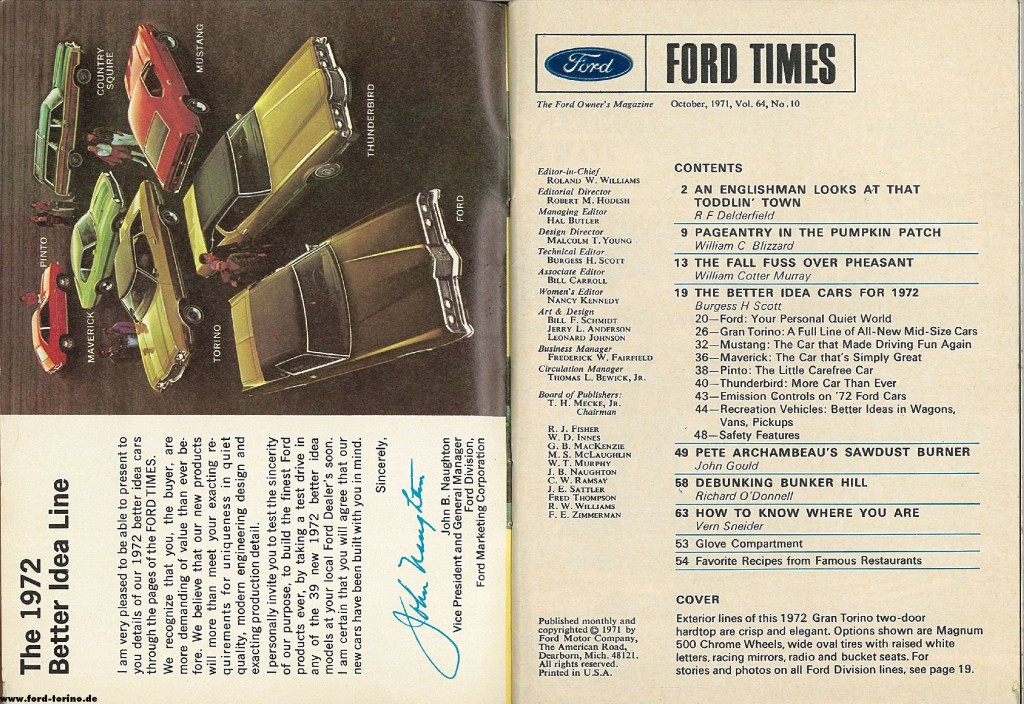 COUNTRY
SQUIRE
MUSTANG
THUNDERBIRD
PINTO
MAVERICK
TORINO
FORD
The 1972
Better Idea Line
I am very pleased to be able to present to
you details of our 1972 better idea cars
through the pages of the FORD TIMES.
We recognize that you, the buyer, are
more demanding of value than ever be-
fore. We believe that our new products
will more than meet your exacting re-
quirements for uniqueness in quiet
quality, modern engineering design and
exacting production detail.
I personally invite you to test the sincerity
of our purpose, to build the finest Ford
products ever, by taking a test drive in
any of the 39 new 1972 better idea
models at your local Ford Dealer's soon.
I am certain that you will agree that our
new cars have been built with you in mind.
Sincerely,
John Naughton
John B. Naughton
Vice President and General Manager
Ford Division,
Ford Marketing Corporation
www.ford-torino.de
Ford
FORD TIMES
The Ford Owner's Magazine October, 1971, Vol. 64, No. 10
Editor-in-Chief
ROLAND W. WILLIAMS
Editorial Director
ROBERT M. HODESH
Managing Editor
HAL BUTLER
Design Director
MALCOLM T. YOUNG
Technical Editor
BURGESS H. SCOTT
Associate Editor
BILL CARROLL
Women's Editor
NANCY KENNEDY
Art & Design
BILL F. SCHMIDT
JERRY L. ANDERSON
LEONARD JOHNSON
Business Manager
FREDERICK W. FAIRFIELD
Circulation Manager
THOMAS L. BEWICK, JR.
Board of Publishers:
T. H. MECKE, JR.
Chairman
R. J. FISHER
W. D. INNES
G. B. MACKENZIE
M. S. MCLAUGHLIN
W. T. MURPHY
J. B. NAUGHTON
C. W. RAMSAY
J. E. SATTLER
FRED THOMPSON
R. W. WILLIAMS
F. E. ZIMMERMAN
Published monthly and
copyrighted © 1971 by
Ford Motor Company,
The American Road,
Dearborn, Mich. 48121.
All rights reserved.
Printed in U.S.A.
CONTENTS
2 AN ENGLISHMAN LOOKS AT THAT
TODDLIN' TOWN
R F Delderfield
9 PAGEANTRY IN THE PUMPKIN PATCH
William C Blizzard
13 THE FALL FUSS OVER PHEASANT
William Cotter Murray
19 THE BETTER IDEA CARS FOR 1972
Burgess H Scott
20—Ford: Your Personal Quiet World
26—Gran Torino: A Full Line of All-New Mid-Size Cars
32—Mustang: The Car that Made Driving Fun Again
36—Maverick: The Car that's Simply Great
38—Pinto: The Little Carefree Car
40—Thunderbird: More Car Than Ever
43—Emission Controls on '72 Ford Cars
44—Recreation Vehicles: Better Ideas in Wagons,
Vans, Pickups
48—Safety Features
49 PETE ARCHAMBEAU'S SAWDUST BURNER
John Gould
58 DEBUNKING BUNKER HILL
Richard O'Donnell
63 HOW TO KNOW WHERE YOU ARE
Vern Sneider
53 Glove Compartment
54 Favorite Recipes from Famous Restaurants
COVER
Exterior lines of this 1972 Gran Torino two-door
hardtop are crisp and elegant. Options shown are Magnum
500 Chrome Wheels, wide oval tires with raised white
letters, racing mirrors, radio and bucket seats. For
stories and photos on all Ford Division lines, see page 19.